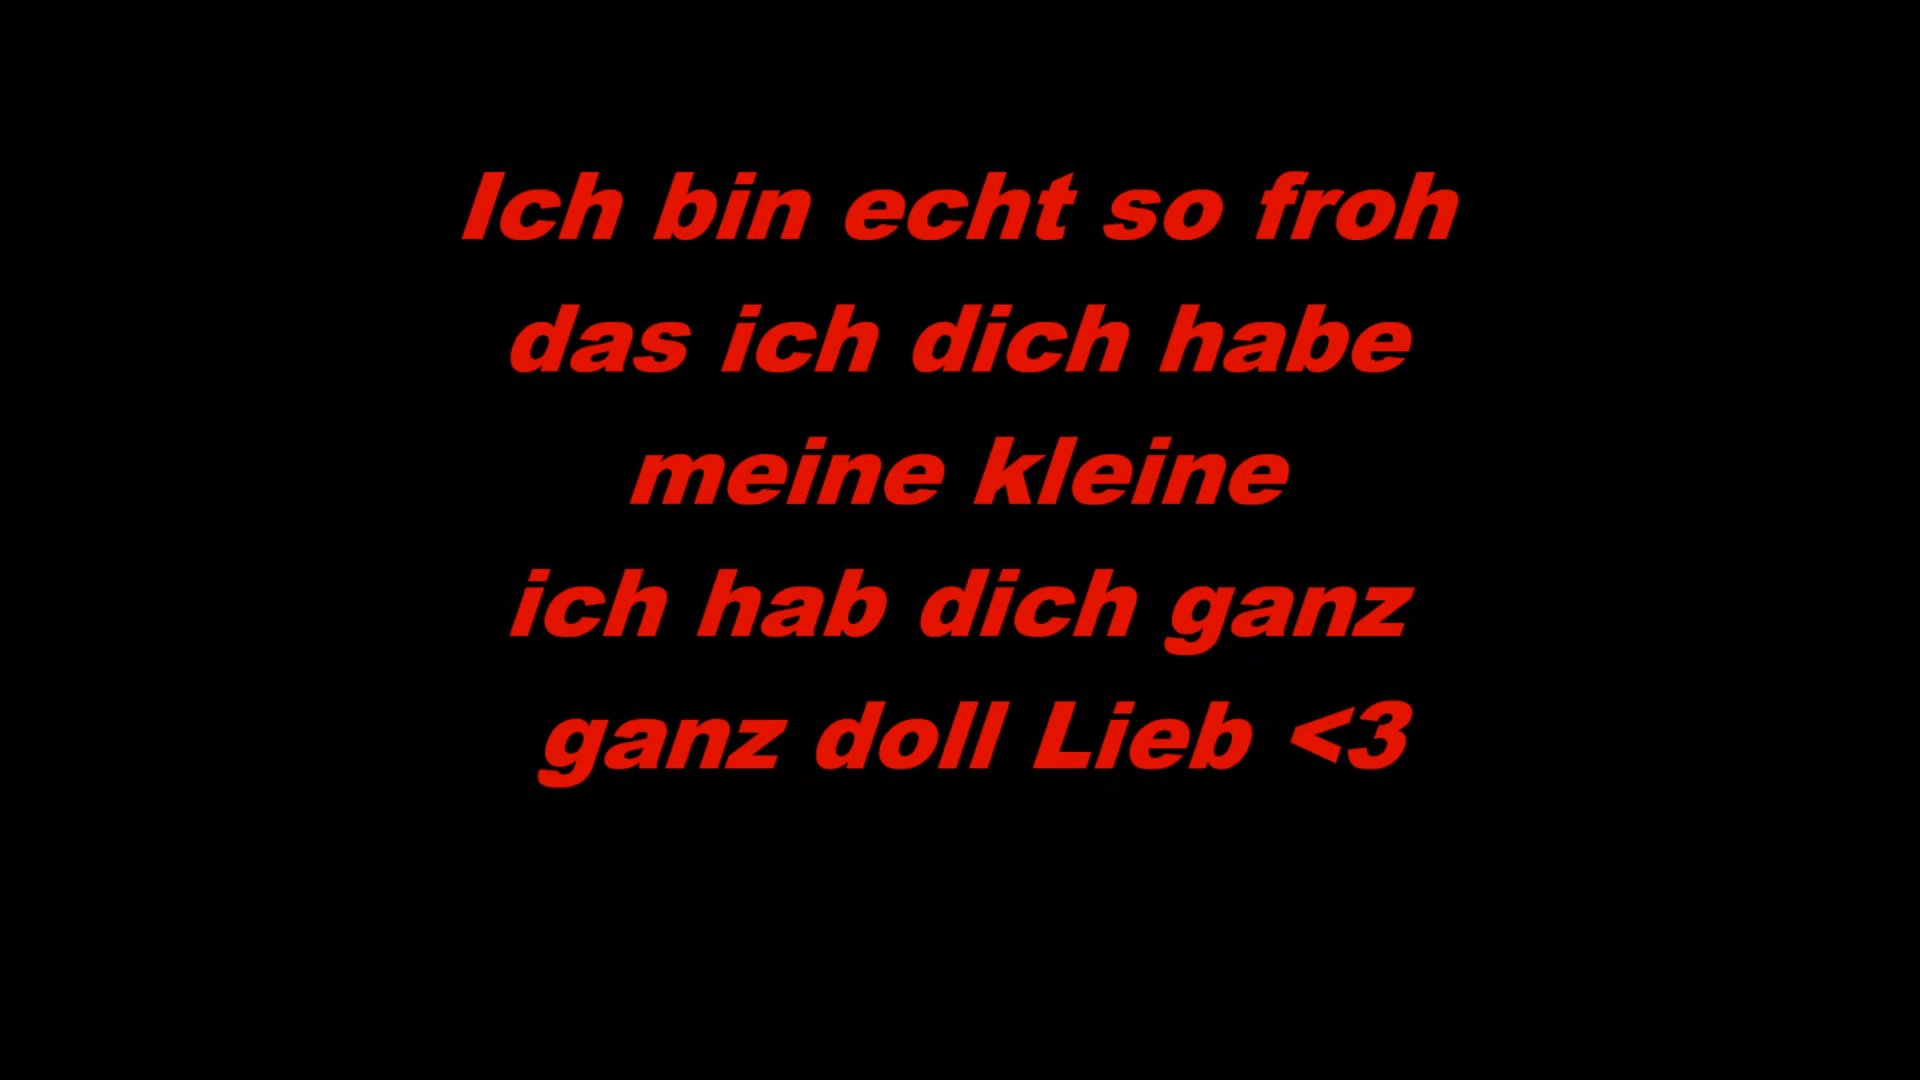 Ich bin echt so froh
das ich dich habe
meine kleine
ich hab dich ganz
ganz doll Lieb <3